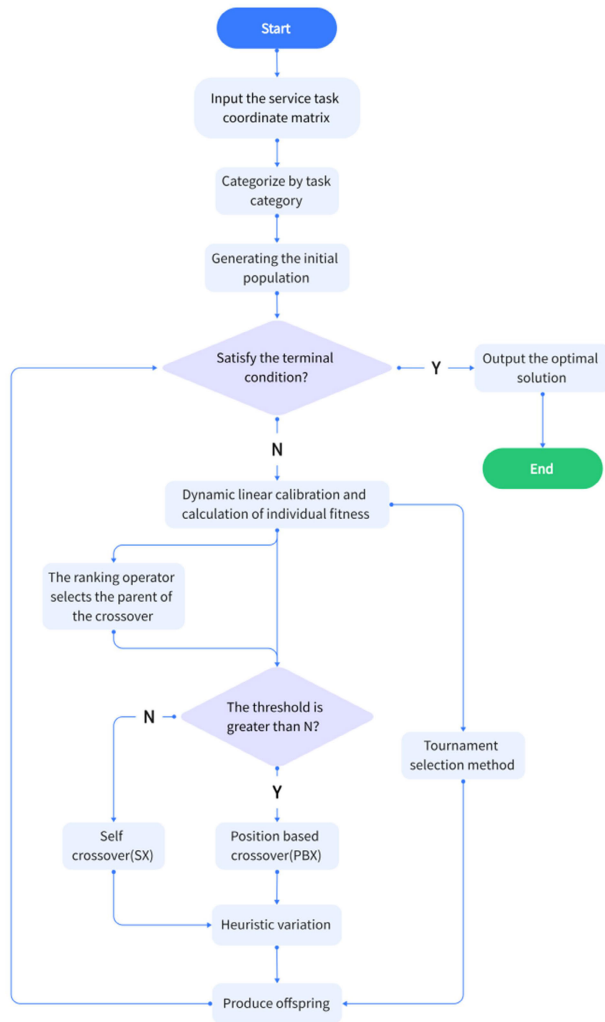 Start
Input the service task
coordinate matrix
Categorize by task
category
Generating the initial
population
Satisfy the terminal
condition?
Y
Output the optimal
solution
End
N
Dynamic linear calibration and
calculation of individual fitness
The ranking operator
selects the parent of
the crossover
The threshold is
greater than N?
N
Y
Tournament
selection method
Self
crossover(SX)
Position based
crossover(PBX)
Heuristic variation
Produce offspring